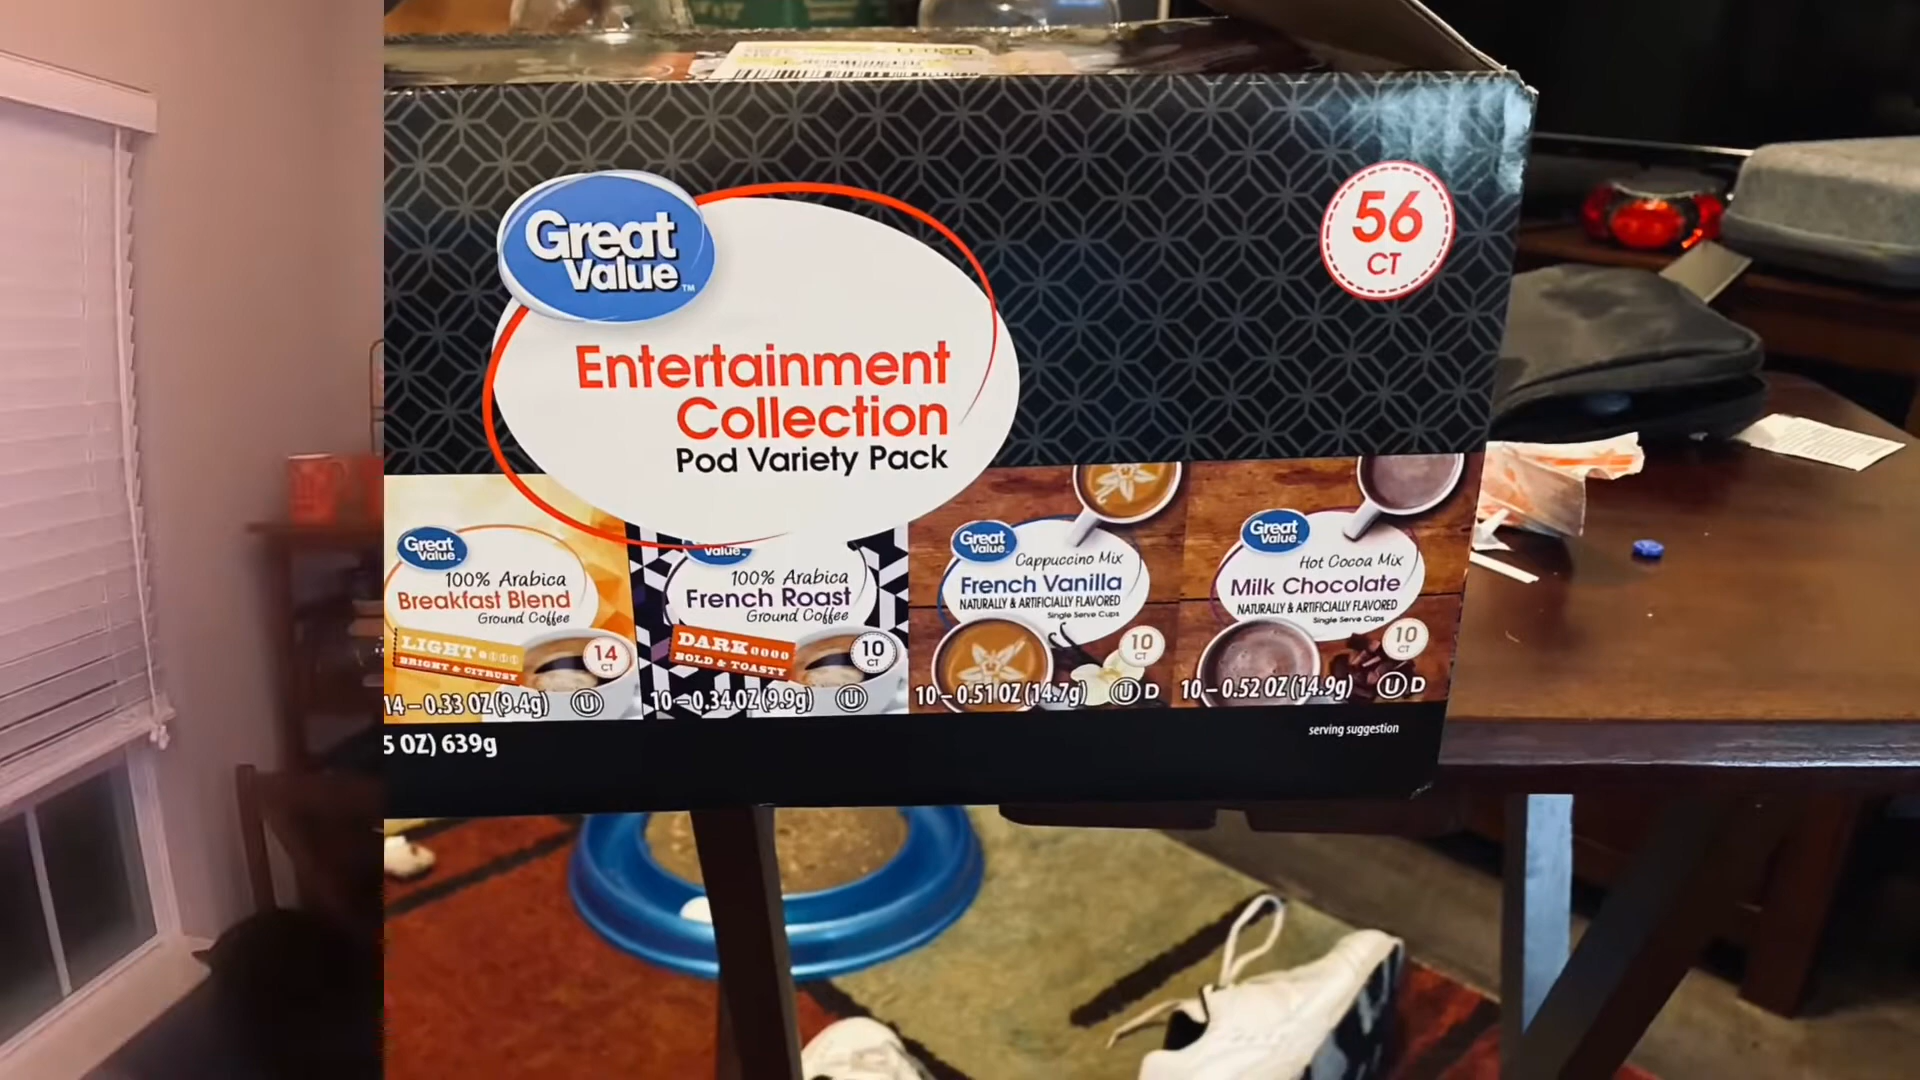 Great
Value™
56
CT
Entertainment
Collection
Pod Variety Pack
Great
Value
100% Arabica
Breakfast Blend
Ground Coffee
LIGHT
BRIGHT & CITRUSY
14
CT
14 – 0.33 OZ (9.4g)
Value
100% Arabica
French Roast
Ground Coffee
DARK
BOLD & TOASTY
10
CT
10 – 0.34 OZ (9.9g)
Great
Value
Cappuccino Mix
French Vanilla
NATURALLY & ARTIFICIALLY FLAVORED
Single Serve Cups
10
CT
10 – 0.51 OZ (14.7g) U D
Great
Value
Hot Cocoa Mix
Milk Chocolate
NATURALLY & ARTIFICIALLY FLAVORED
Single Serve Cups
10
CT
10 – 0.52 OZ (14.9g) U D
5 OZ) 639g
serving suggestion